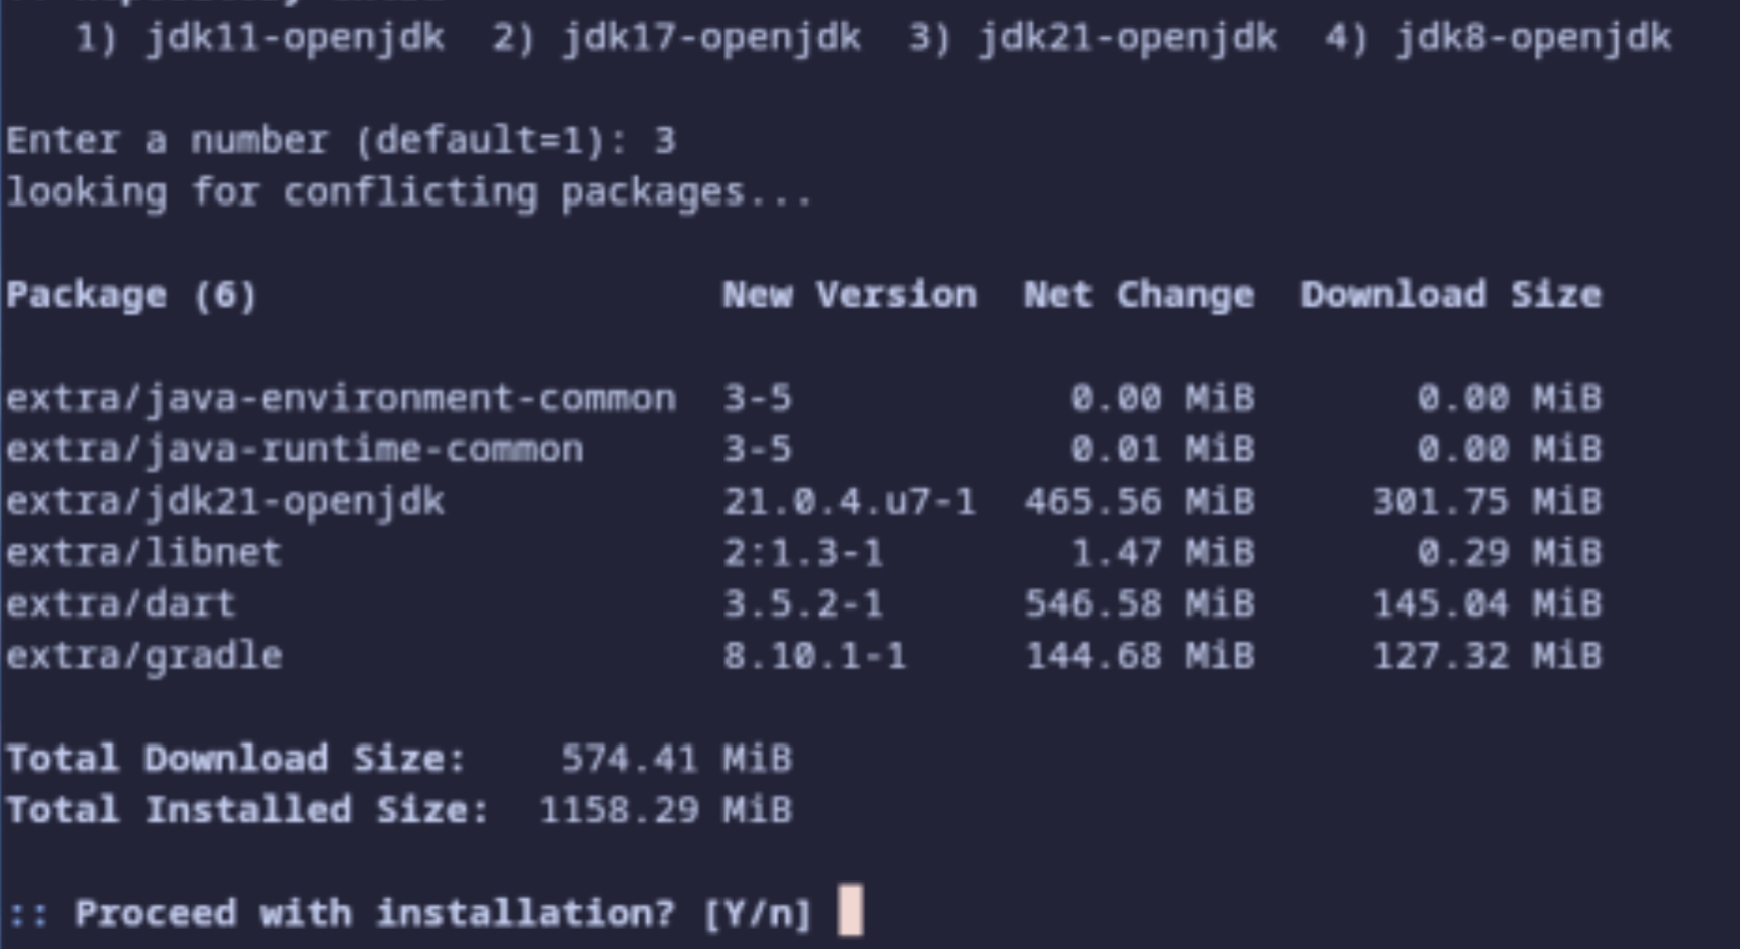 1) jdk11-openjdk  2) jdk17-openjdk  3) jdk21-openjdk  4) jdk8-openjdk
Enter a number (default=1): 3
looking for conflicting packages...
Package (6)  New Version  Net Change  Download Size
extra/java-environment-common  3-5  0.00 MiB  0.00 MiB
extra/java-runtime-common  3-5  0.01 MiB  0.00 MiB
extra/jdk21-openjdk  21.0.4.u7-1  465.56 MiB  301.75 MiB
extra/libnet  2:1.3-1  1.47 MiB  0.29 MiB
extra/dart  3.5.2-1  546.58 MiB  145.04 MiB
extra/gradle  8.10.1-1  144.68 MiB  127.32 MiB
Total Download Size:  574.41 MiB
Total Installed Size:  1158.29 MiB
:: Proceed with installation? [Y/n]